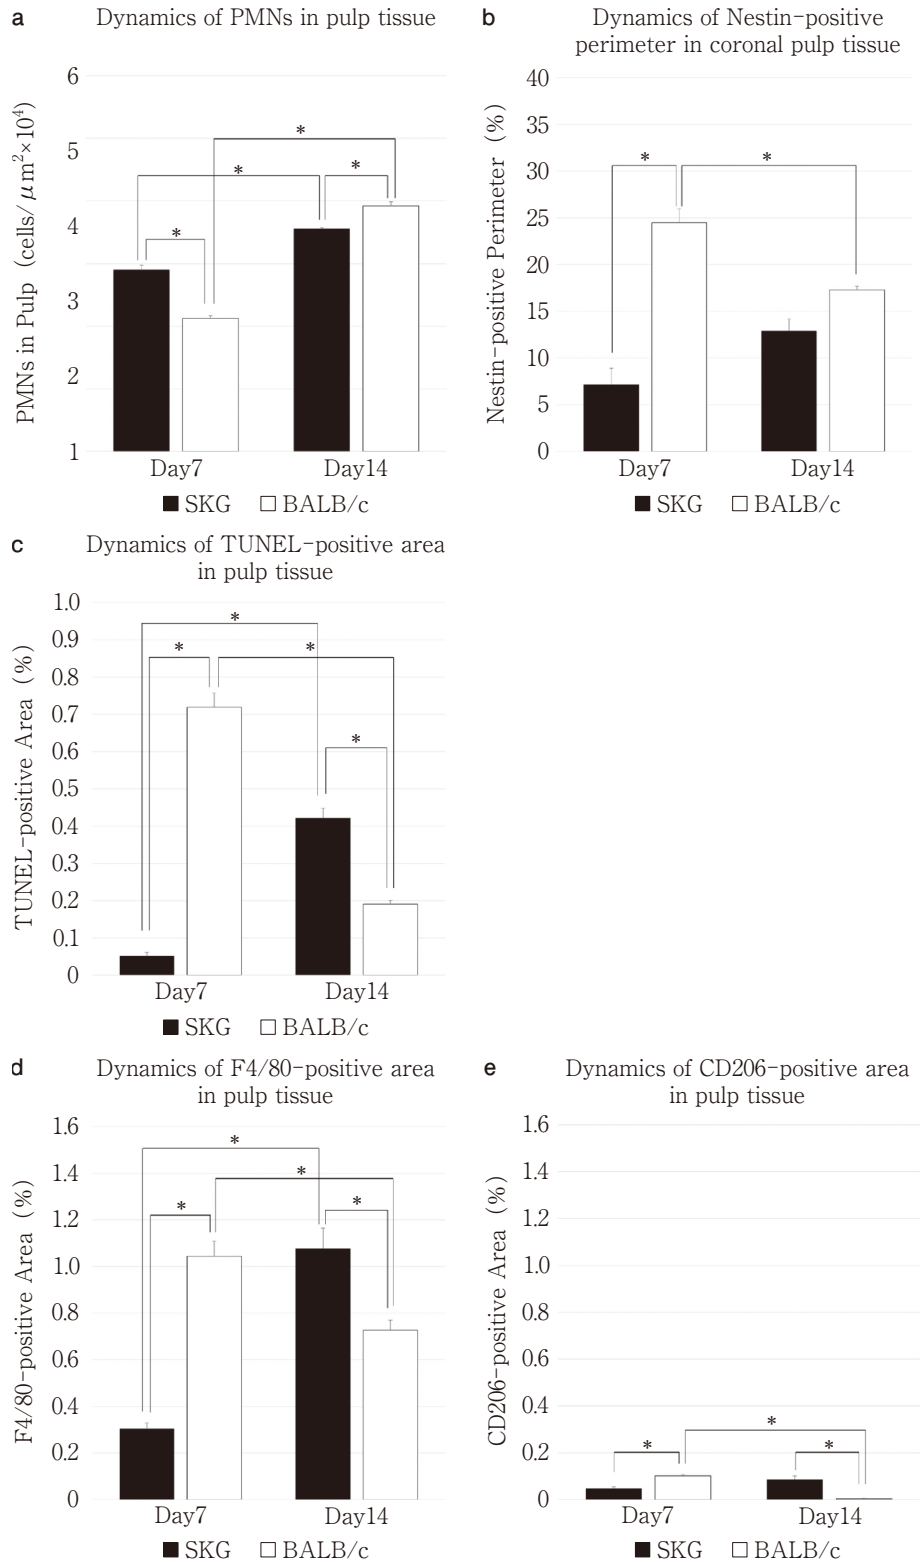 a
Dynamics of PMNs in pulp tissue
PMNs in Pulp (cells/μm²×10⁴)
6
5
4
3
2
1
*
*
*
*
Day7
Day14
■ SKG □ BALB/c
b
Dynamics of Nestin-positive
perimeter in coronal pulp tissue
Nestin-positive Perimeter (%)
40
35
30
25
20
15
10
5
0
*
*
Day7
Day14
■ SKG □ BALB/c
c
Dynamics of TUNEL-positive area
in pulp tissue
TUNEL-positive Area (%)
1.0
0.9
0.8
0.7
0.6
0.5
0.4
0.3
0.2
0.1
0
*
*
*
*
Day7
Day14
■ SKG □ BALB/c
d
Dynamics of F4/80-positive area
in pulp tissue
F4/80-positive Area (%)
1.6
1.4
1.2
1.0
0.8
0.6
0.4
0.2
0
*
*
*
*
Day7
Day14
■ SKG □ BALB/c
e
Dynamics of CD206-positive area
in pulp tissue
CD206-positive Area (%)
1.6
1.4
1.2
1.0
0.8
0.6
0.4
0.2
0
*
*
*
Day7
Day14
■ SKG □ BALB/c